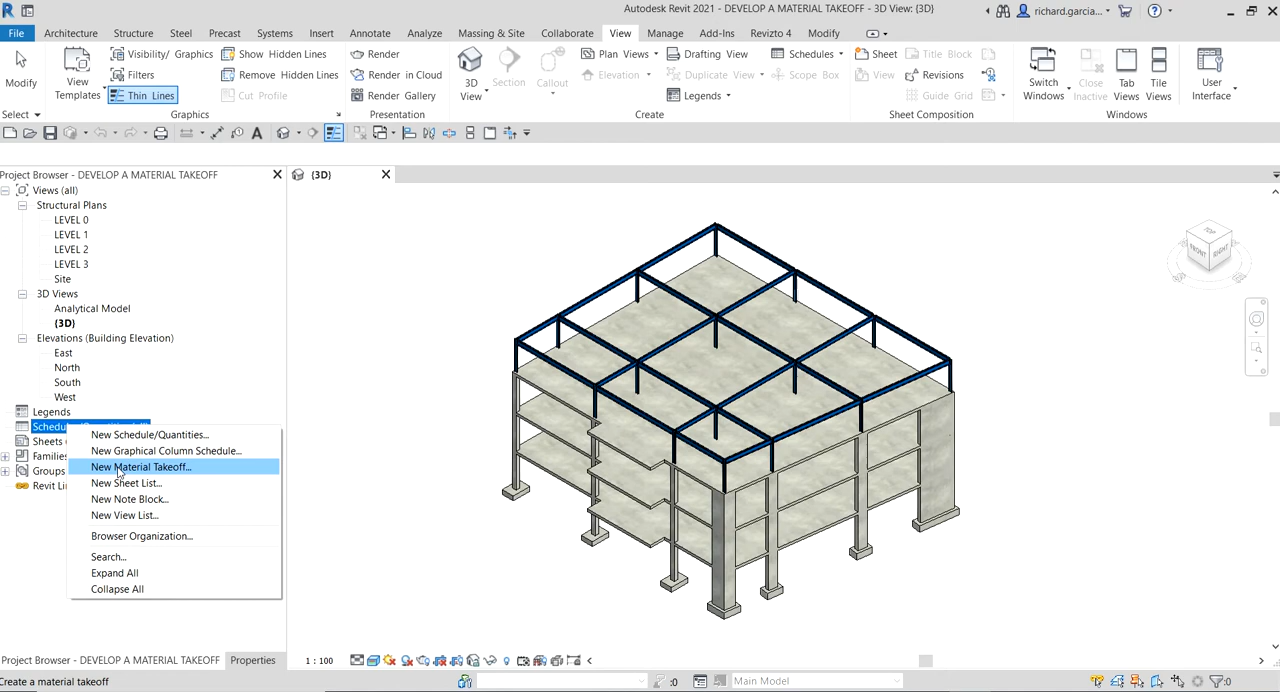 Autodesk Revit 2021 - DEVELOP A MATERIAL TAKEOFF - 3D View: {3D}
richard.garcia...
File Architecture Structure Steel Precast Systems Insert Annotate Analyze Massing & Site Collaborate View Manage Add-Ins Revizto 4 Modify
Modify
View Templates
Visibility/ Graphics
Filters
Thin Lines
Show Hidden Lines
Remove Hidden Lines
Cut Profile
Render
Render in Cloud
Render Gallery
3D View
Section
Callout
Plan Views
Elevation
Drafting View
Duplicate View
Legends
Schedules
Scope Box
Sheet
View
Title Block
Revisions
Guide Grid
Switch Windows
Close Inactive
Tab Views
Tile Views
User Interface
Select
Graphics
Presentation
Create
Sheet Composition
Windows
Project Browser - DEVELOP A MATERIAL TAKEOFF
{3D}
Views (all)
Structural Plans
LEVEL 0
LEVEL 1
LEVEL 2
LEVEL 3
Site
3D Views
Analytical Model
{3D}
Elevations (Building Elevation)
East
North
South
West
Legends
Sheets
Groups
New Schedule/Quantities...
New Graphical Column Schedule...
New Material Takeoff...
New Sheet List...
New Note Block...
New View List...
Browser Organization...
Search...
Expand All
Collapse All
TOP
FRONT
RIGHT
Project Browser - DEVELOP A MATERIAL TAKEOFF
Properties
1 : 100
Create a material takeoff
:0
Main Model
:0